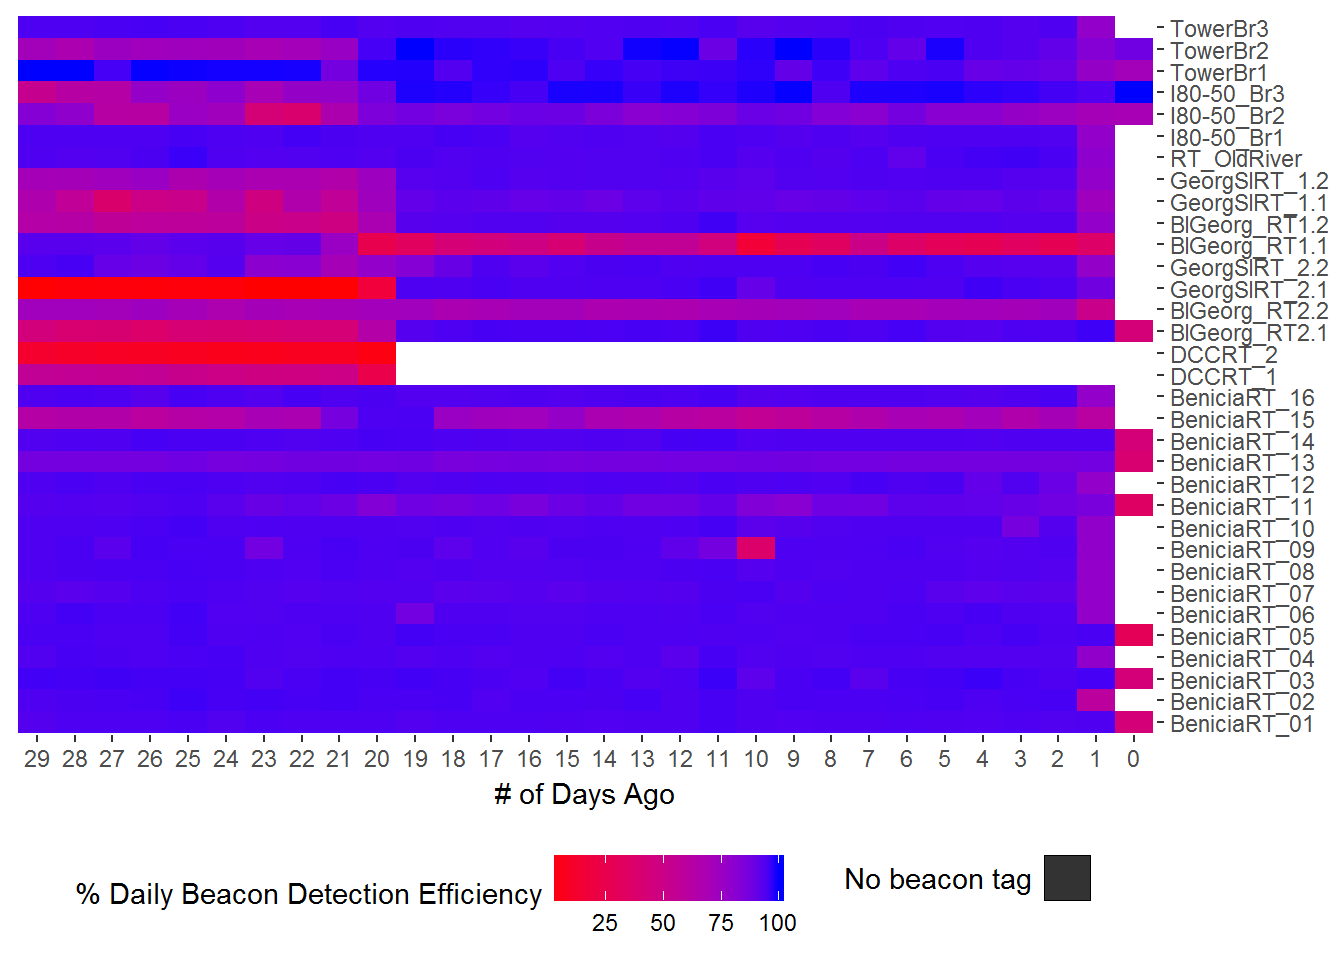 TowerBr3
TowerBr2
TowerBr1
I80-50_Br3
I80-50_Br2
I80-50_Br1
RT_OldRiver
GeorgSlRT_1.2
GeorgSlRT_1.1
BlGeorg_RT1.2
BlGeorg_RT1.1
GeorgSlRT_2.2
GeorgSlRT_2.1
BlGeorg_RT2.2
BlGeorg_RT2.1
DCCRT_2
DCCRT_1
BeniciaRT_16
BeniciaRT_15
BeniciaRT_14
BeniciaRT_13
BeniciaRT_12
BeniciaRT_11
BeniciaRT_10
BeniciaRT_09
BeniciaRT_08
BeniciaRT_07
BeniciaRT_06
BeniciaRT_05
BeniciaRT_04
BeniciaRT_03
BeniciaRT_02
BeniciaRT_01
29 28 27 26 25 24 23 22 21 20 19 18 17 16 15 14 13 12 11 10 9 8 7 6 5 4 3 2 1 0
# of Days Ago
% Daily Beacon Detection Efficiency
25 50 75 100
No beacon tag